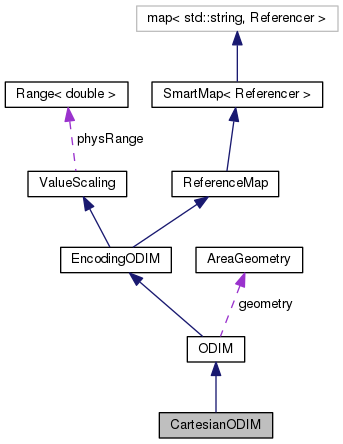 map< std::string, Referencer >
Range< double >
SmartMap< Referencer >
physRange
ValueScaling
ReferenceMap
EncodingODIM
AreaGeometry
geometry
ODIM
CartesianODIM